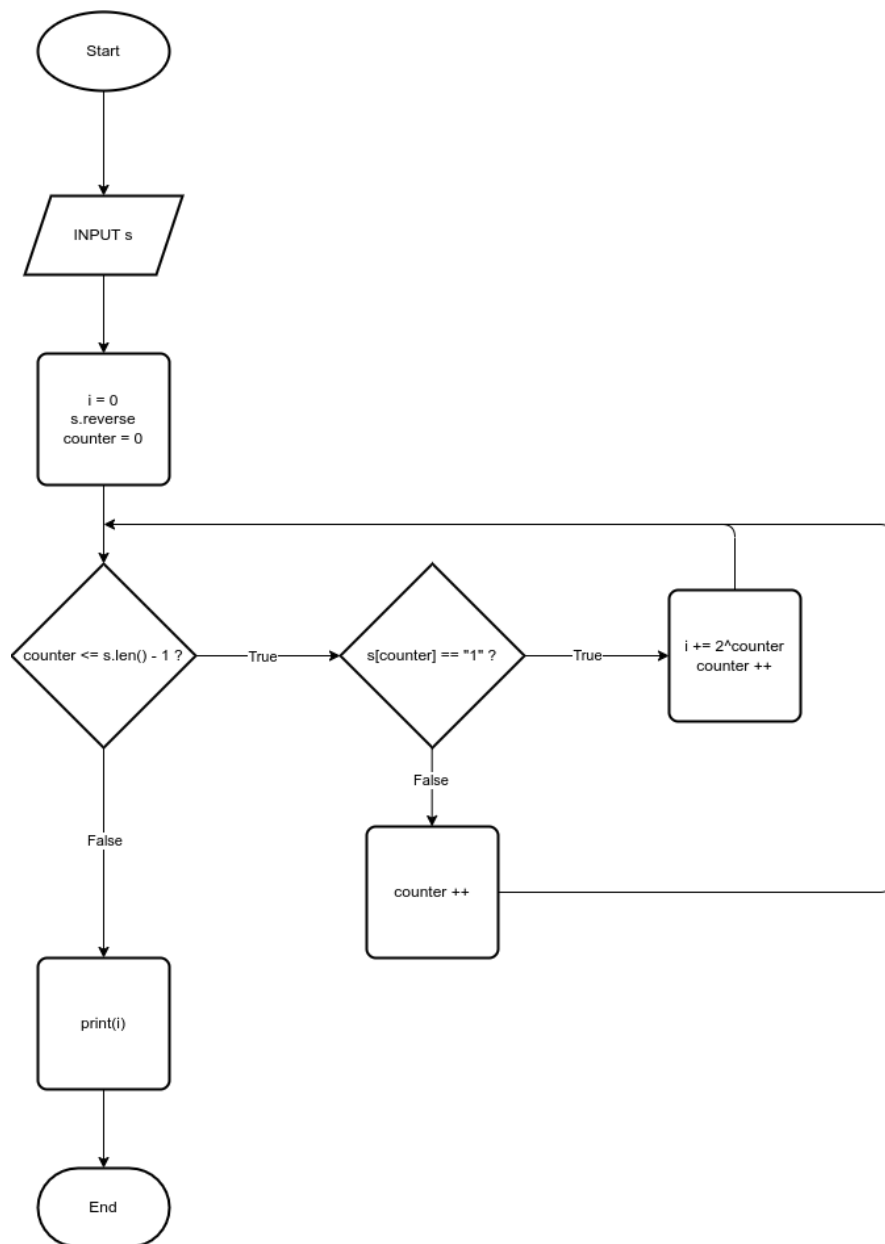 Start
INPUT s
i = 0
s.reverse
counter = 0
counter <= s.len() - 1 ?
True
s[counter] == "1" ?
True
i += 2^counter
counter ++
False
False
counter ++
print(i)
End